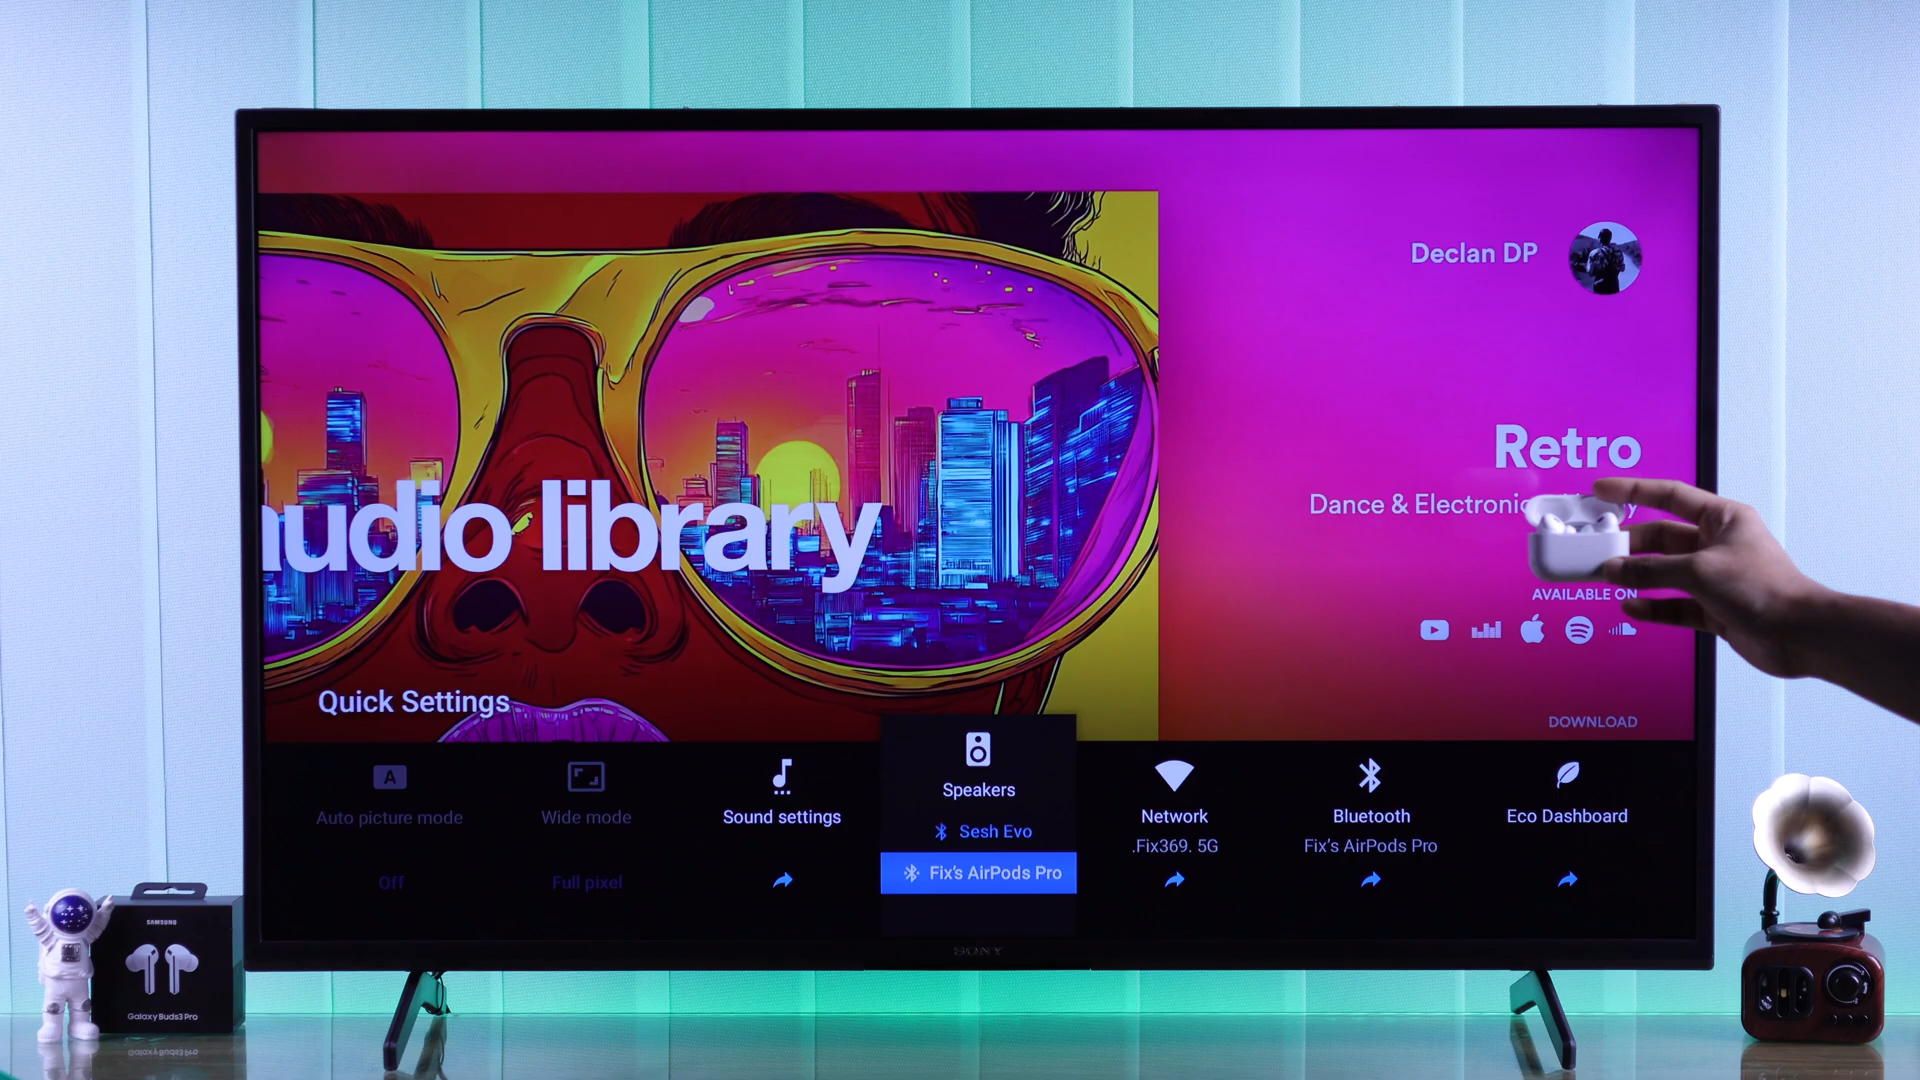 Declan DP
Retro
Dance & Electronic
audio library
AVAILABLE ON
DOWNLOAD
Quick Settings
A
Auto picture mode
Off
Wide mode
Full pixel
Sound settings
Speakers
Sesh Evo
Fix's AirPods Pro
Network
.Fix369. 5G
Bluetooth
Fix's AirPods Pro
Eco Dashboard
SONY
SAMSUNG
Galaxy Buds3 Pro